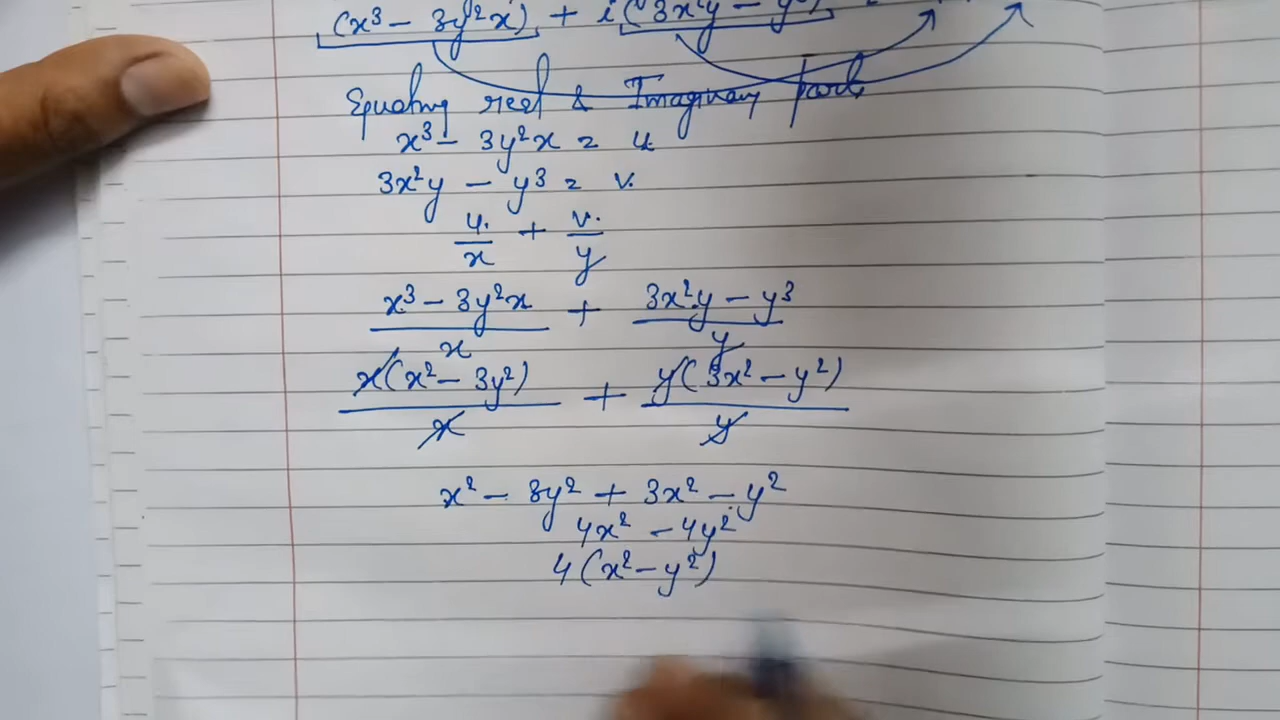 (x³ - 3y²x) + i(3x²y - y³)
Equating real & Imaginary part
x³ - 3y²x = u
3x²y - y³ = v.
u/x + v/y
(x³ - 3y²x)/x + (3x²y - y³)/y
x(x² - 3y²)/x + y(3x² - y²)/y
x² - 3y² + 3x² - y²
4x² - 4y²
4(x² - y²)